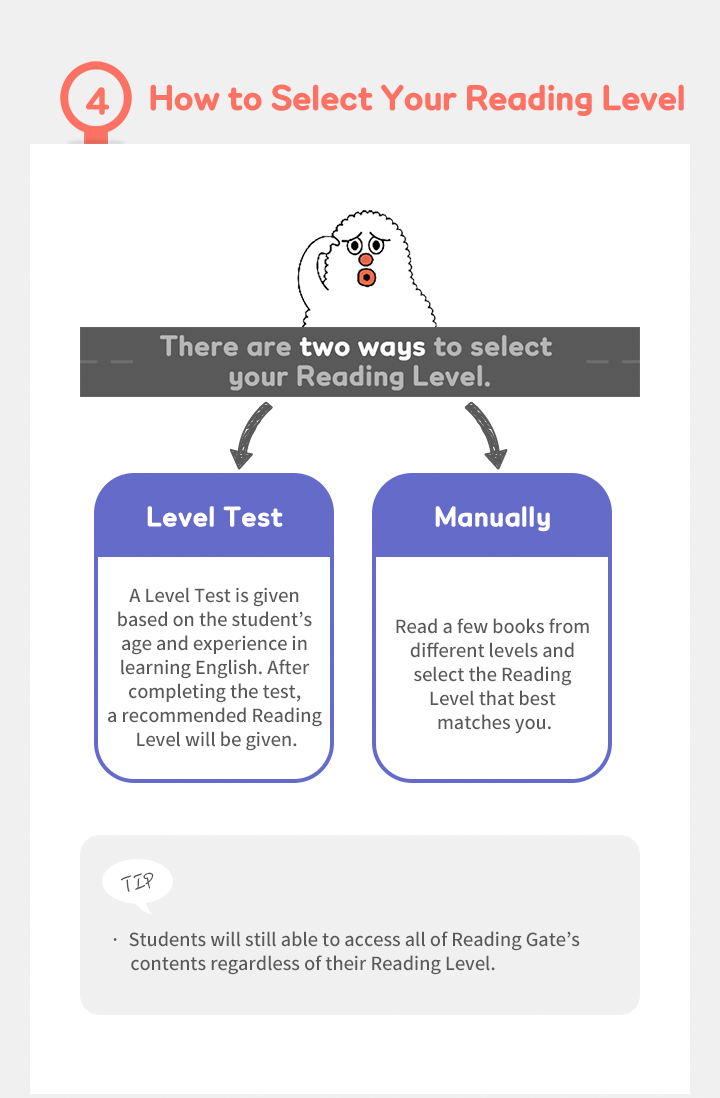 4
How to Select Your Reading Level
There are two ways to select
your Reading Level.
Level Test
A Level Test is given
based on the student’s
age and experience in
learning English. After
completing the test,
a recommended Reading
Level will be given.
Manually
Read a few books from
different levels and
select the Reading
Level that best
matches you.
TIP
· Students will still able to access all of Reading Gate’s
contents regardless of their Reading Level.